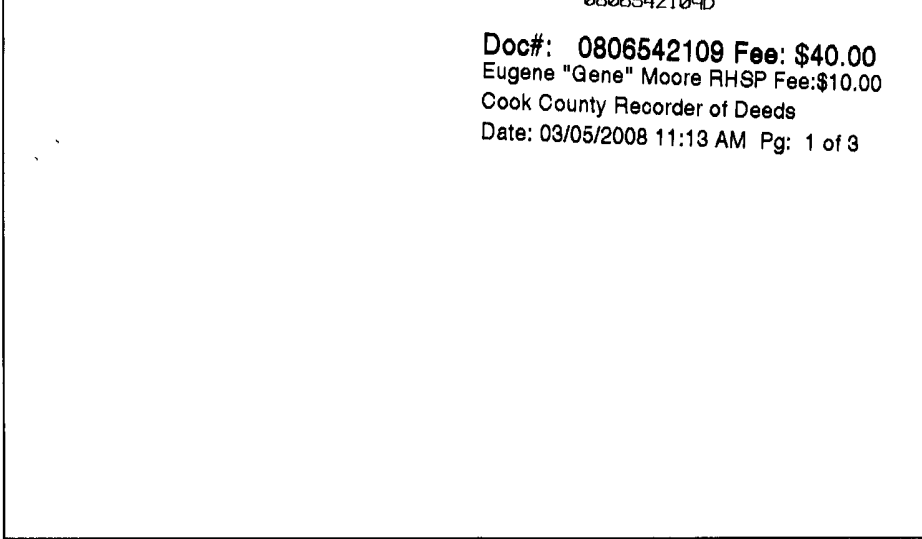 Doc#: 0806542109 Fee: $40.00
Eugene "Gene" Moore RHSP Fee:$10.00
Cook County Recorder of Deeds
Date: 03/05/2008 11:13 AM Pg: 1 of 3